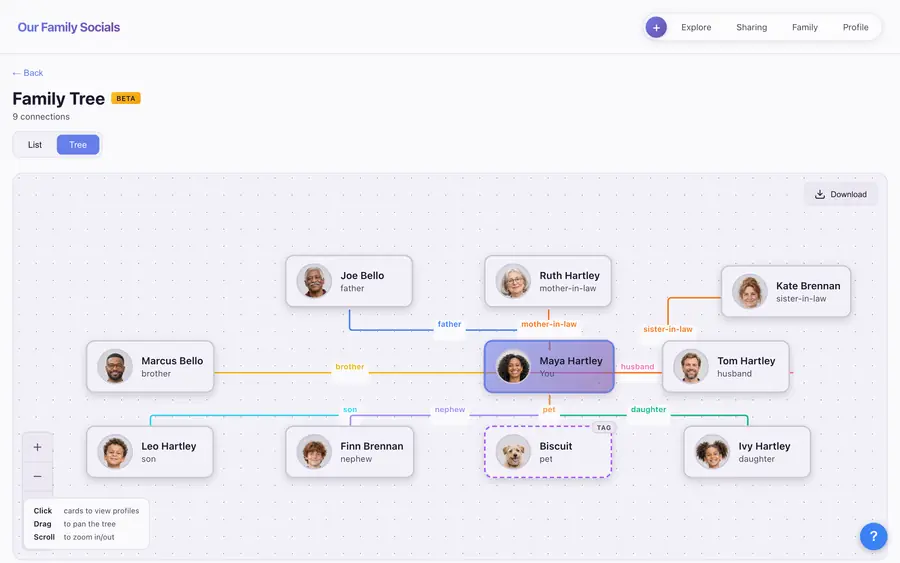 Our Family Socials
+
Explore
Sharing
Family
Profile
← Back
Family Tree BETA
9 connections
List
Tree
Download
Joe Bello
father
Ruth Hartley
mother-in-law
Kate Brennan
sister-in-law
father
mother-in-law
sister-in-law
Marcus Bello
brother
brother
Maya Hartley
You
husband
Tom Hartley
husband
son
nephew
pet
daughter
Leo Hartley
son
Finn Brennan
nephew
TAG
Biscuit
pet
Ivy Hartley
daughter
+
−
Click cards to view profiles
Drag to pan the tree
Scroll to zoom in/out
?